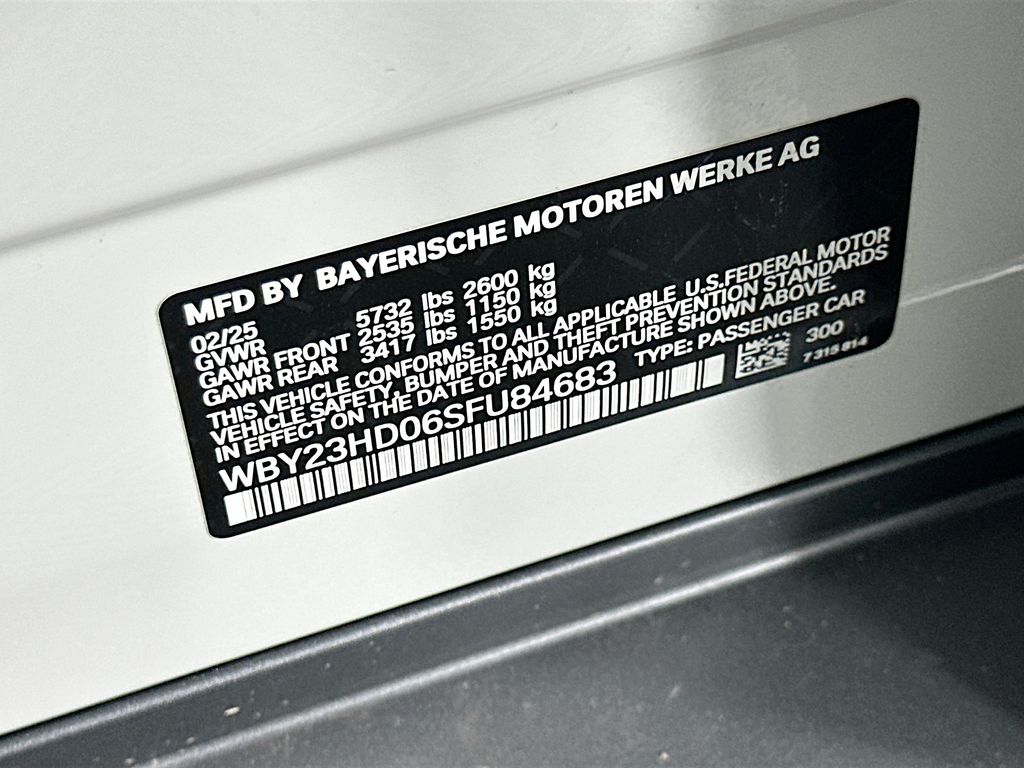 MFD BY BAYERISCHE MOTOREN WERKE AG
02/25
GVWR 5732 lbs 2600 kg
GAWR FRONT 2535 lbs 1150 kg
GAWR REAR 3417 lbs 1550 kg
THIS VEHICLE CONFORMS TO ALL APPLICABLE U.S.FEDERAL MOTOR
VEHICLE SAFETY, BUMPER AND THEFT PREVENTION STANDARDS
IN EFFECT ON THE DATE OF MANUFACTURE SHOWN ABOVE.
WBY23HD06SFU84683 TYPE: PASSENGER CAR
300
7 315 814